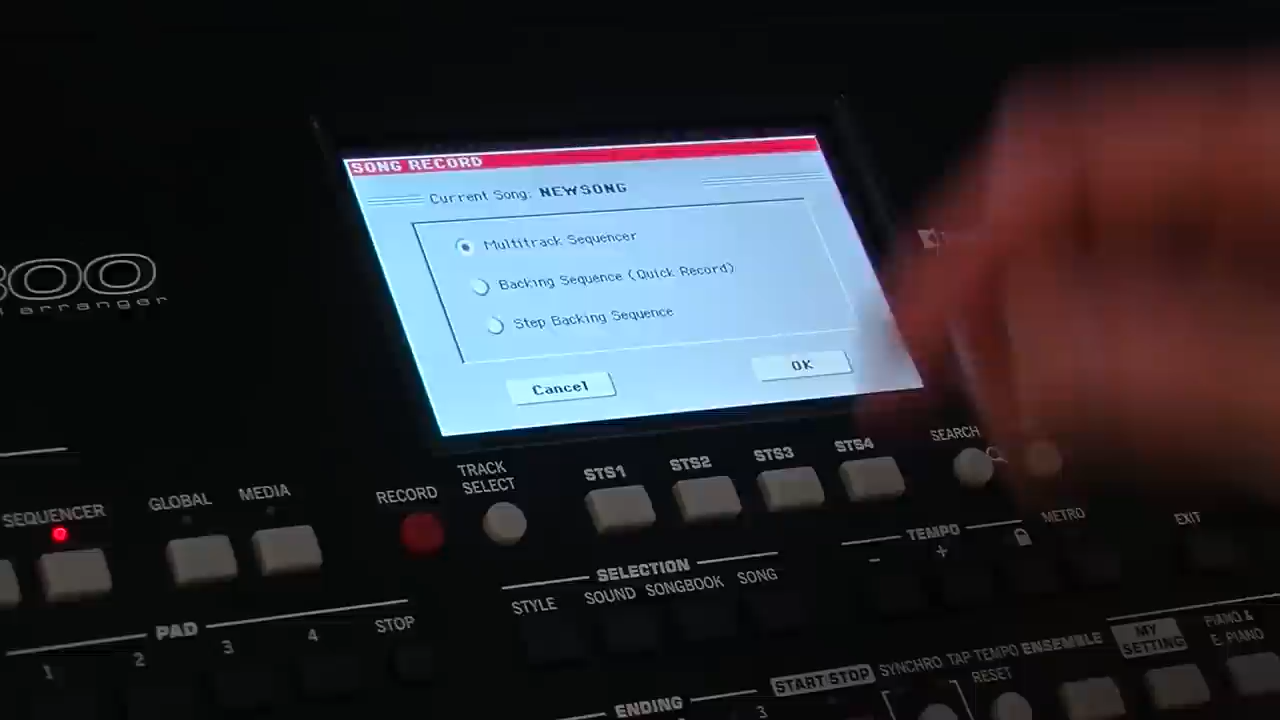 SONG RECORD
Current Song: NEWSONG
Multitrack Sequencer
Backing Sequence (Quick Record)
Step Backing Sequence
Cancel
OK
arranger
SEQUENCER
GLOBAL
MEDIA
RECORD
TRACK
SELECT
STS1
STS2
STS3
STS4
SEARCH
TEMPO
- +
METRO
EXIT
SELECTION
STYLE
SOUND
SONGBOOK
SONG
PAD
1
2
3
4
STOP
ENDING
3
START STOP
SYNCHRO
TAP TEMPO
RESET
ENSEMBLE
MY
SETTING
PIANO &
E. PIANO